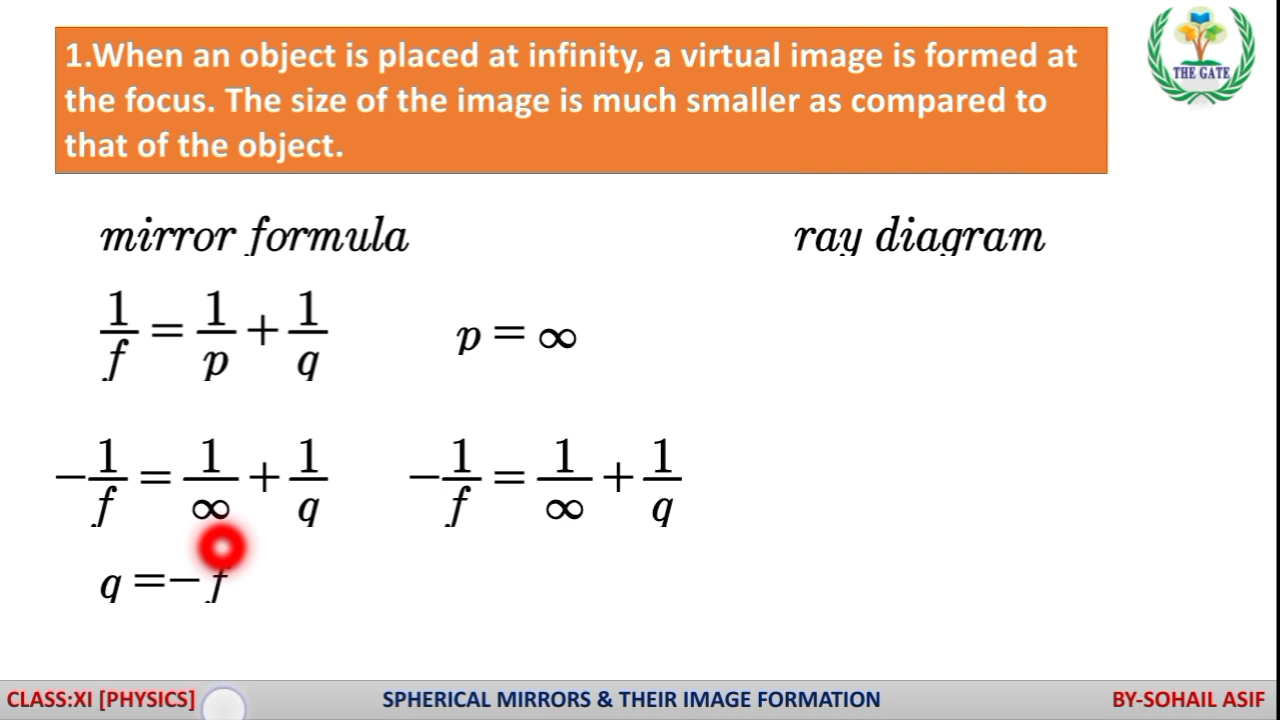 1.When an object is placed at infinity, a virtual image is formed at
the focus. The size of the image is much smaller as compared to
that of the object.
THE GATE
mirror formula
ray diagram
1/f = 1/p + 1/q
p = ∞
−1/f = 1/∞ + 1/q
−1/f = 1/∞ + 1/q
q = − f
CLASS:XI [PHYSICS]
SPHERICAL MIRRORS & THEIR IMAGE FORMATION
BY-SOHAIL ASIF